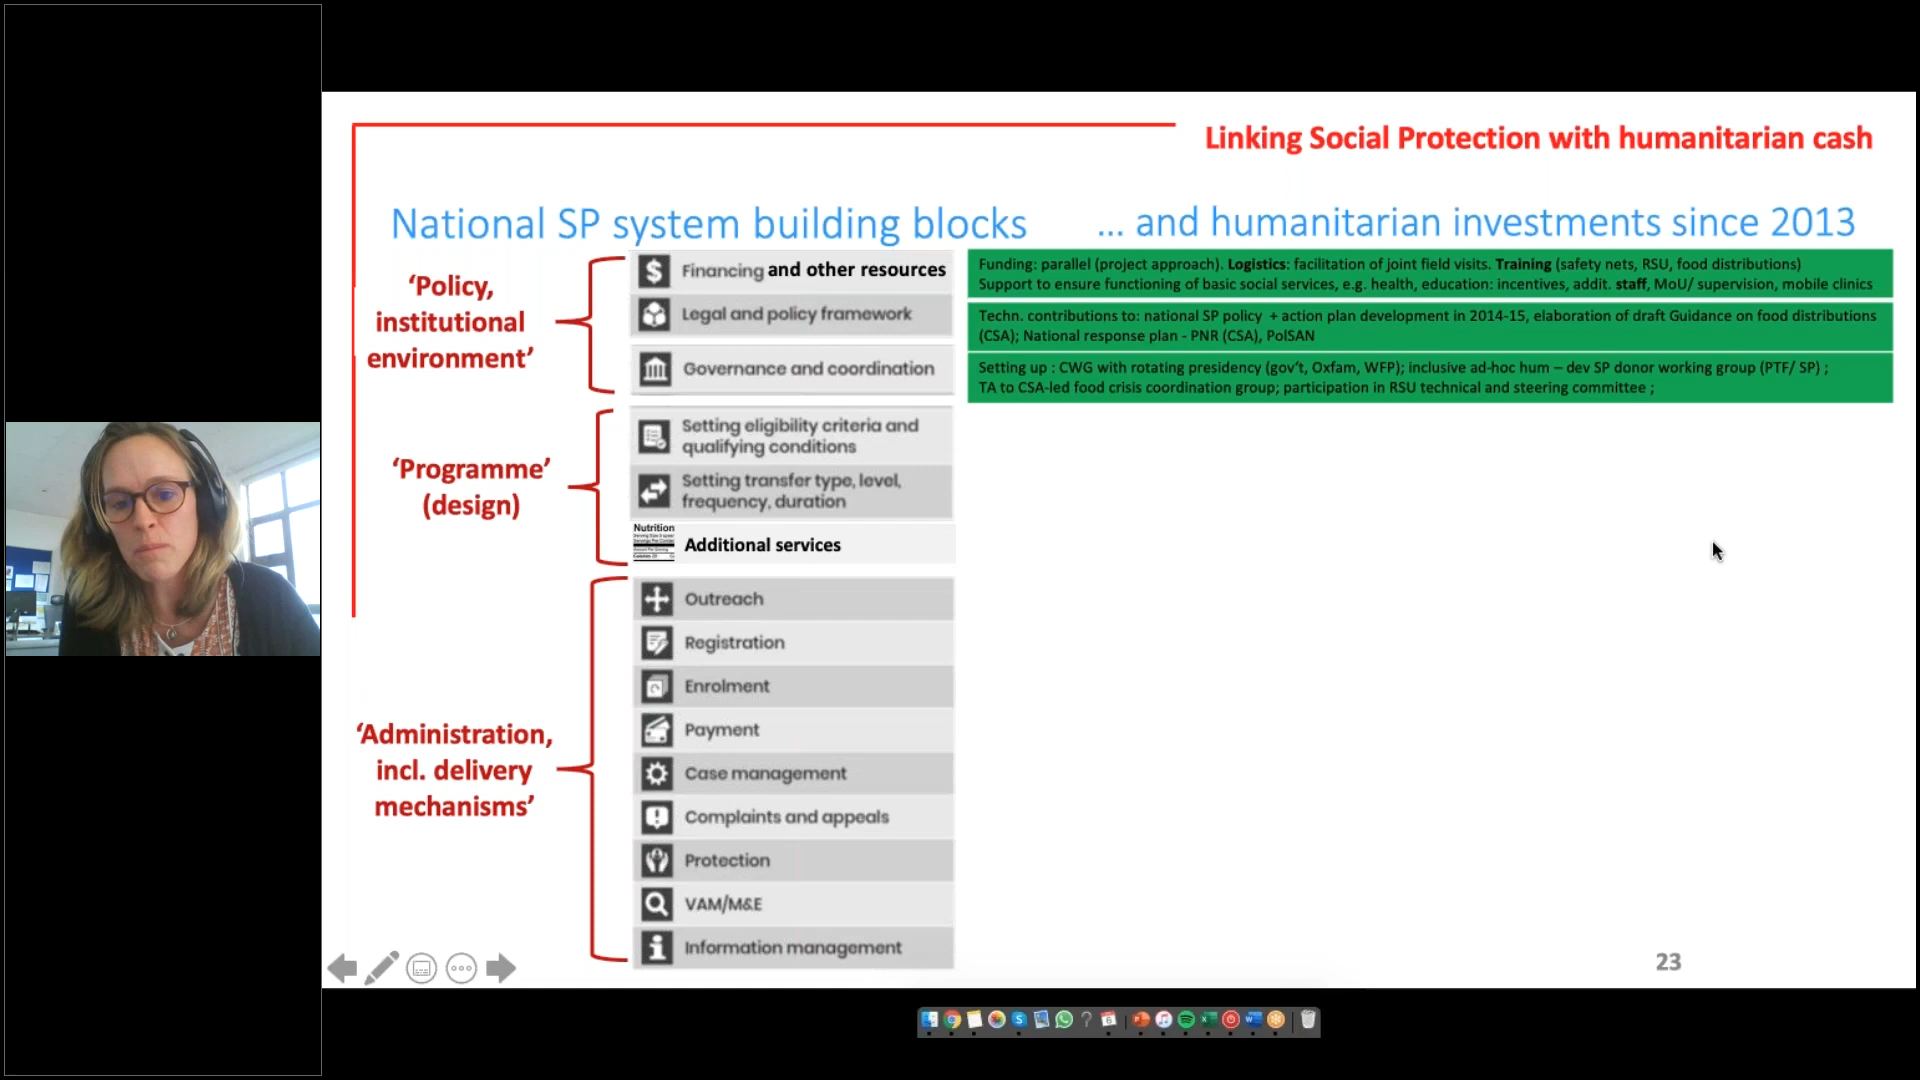 Linking Social Protection with humanitarian cash
National SP system building blocks
... and humanitarian investments since 2013
‘Policy,
institutional
environment’
Financing and other resources
Legal and policy framework
Governance and coordination
Funding: parallel (project approach). Logistics: facilitation of joint field visits. Training (safety nets, RSU, food distributions)
Support to ensure functioning of basic social services, e.g. health, education: incentives, addit. staff, MoU/ supervision, mobile clinics
Techn. contributions to: national SP policy + action plan development in 2014-15, elaboration of draft Guidance on food distributions
(CSA); National response plan - PNR (CSA), PolSAN
Setting up : CWG with rotating presidency (gov’t, Oxfam, WFP); inclusive ad-hoc hum – dev SP donor working group (PTF/ SP) ;
TA to CSA-led food crisis coordination group; participation in RSU technical and steering committee ;
‘Programme’
(design)
Setting eligibility criteria and
qualifying conditions
Setting transfer type, level,
frequency, duration
Nutrition
Additional services
‘Administration,
incl. delivery
mechanisms’
Outreach
Registration
Enrolment
Payment
Case management
Complaints and appeals
Protection
VAM/M&E
Information management
23